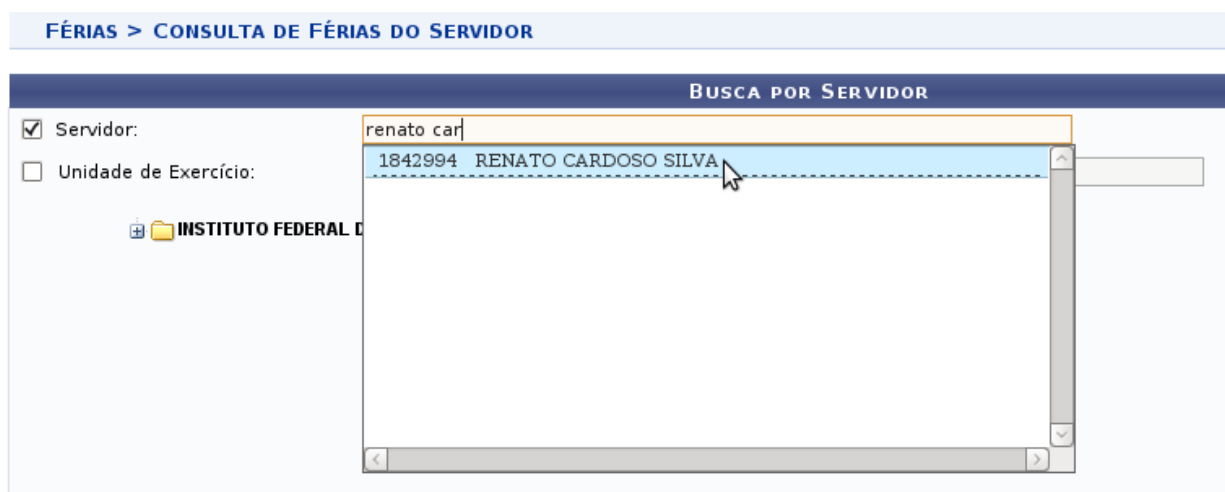 FÉRIAS > CONSULTA DE FÉRIAS DO SERVIDOR
BUSCA POR SERVIDOR
Servidor:
renato car
1842994 RENATO CARDOSO SILVA
Unidade de Exercício:
INSTITUTO FEDERAL